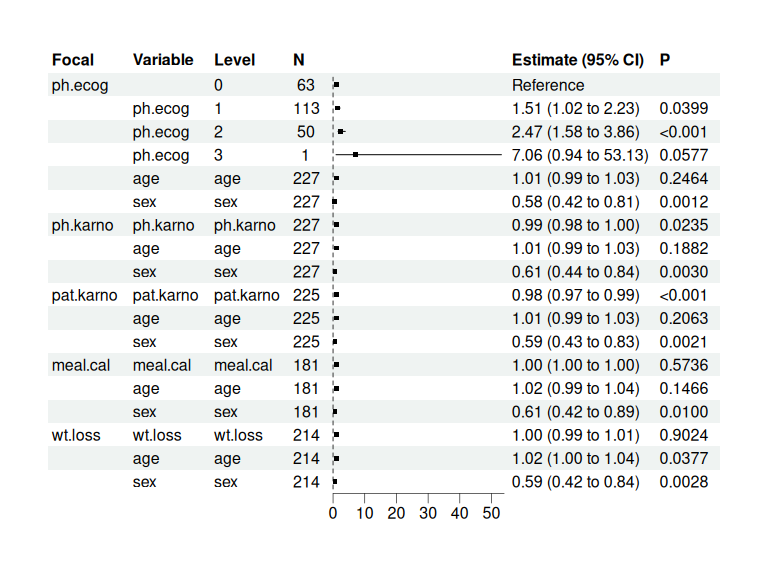 Focal Variable Level N Estimate (95% CI) P
ph.ecog 0 63 Reference
ph.ecog 1 113 1.51 (1.02 to 2.23) 0.0399
ph.ecog 2 50 2.47 (1.58 to 3.86) <0.001
ph.ecog 3 1 7.06 (0.94 to 53.13) 0.0577
age age 227 1.01 (0.99 to 1.03) 0.2464
sex sex 227 0.58 (0.42 to 0.81) 0.0012
ph.karno ph.karno ph.karno 227 0.99 (0.98 to 1.00) 0.0235
age age 227 1.01 (0.99 to 1.03) 0.1882
sex sex 227 0.61 (0.44 to 0.84) 0.0030
pat.karno pat.karno pat.karno 225 0.98 (0.97 to 0.99) <0.001
age age 225 1.01 (0.99 to 1.03) 0.2063
sex sex 225 0.59 (0.43 to 0.83) 0.0021
meal.cal meal.cal meal.cal 181 1.00 (1.00 to 1.00) 0.5736
age age 181 1.02 (0.99 to 1.04) 0.1466
sex sex 181 0.61 (0.42 to 0.89) 0.0100
wt.loss wt.loss wt.loss 214 1.00 (0.99 to 1.01) 0.9024
age age 214 1.02 (1.00 to 1.04) 0.0377
sex sex 214 0.59 (0.42 to 0.84) 0.0028
0 10 20 30 40 50